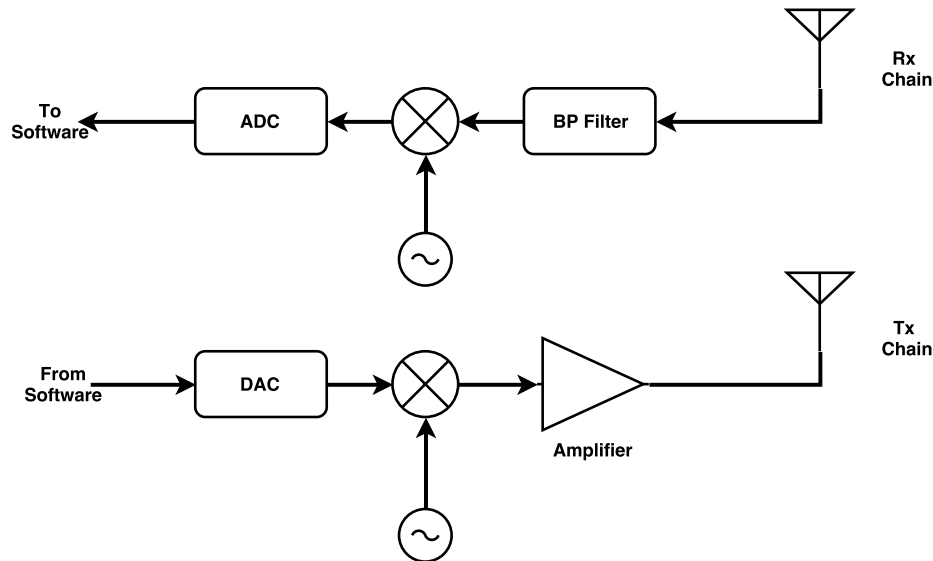 Rx
Chain
To
Software
ADC
BP Filter
Tx
Chain
From
Software
DAC
Amplifier